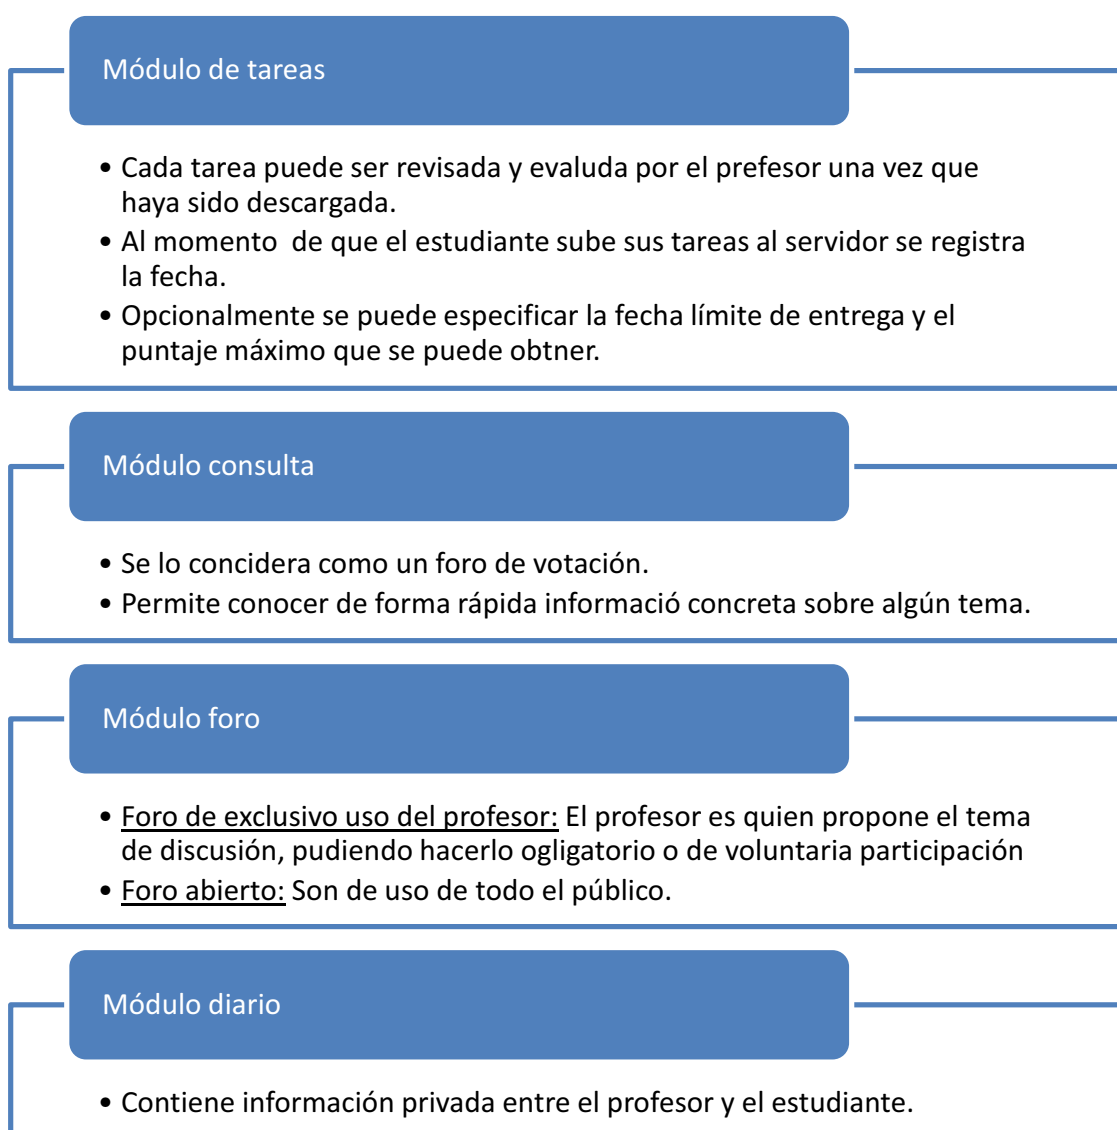 Módulo de tareas
• Cada tarea puede ser revisada y evaluda por el prefesor una vez que
haya sido descargada.
• Al momento  de que el estudiante sube sus tareas al servidor se registra
la fecha.
• Opcionalmente se puede especificar la fecha límite de entrega y el
puntaje máximo que se puede obtner.
Módulo consulta
• Se lo concidera como un foro de votación.
• Permite conocer de forma rápida informació concreta sobre algún tema.
Módulo foro
• Foro de exclusivo uso del profesor: El profesor es quien propone el tema
de discusión, pudiendo hacerlo ogligatorio o de voluntaria participación
• Foro abierto: Son de uso de todo el público.
Módulo diario
• Contiene información privada entre el profesor y el estudiante.